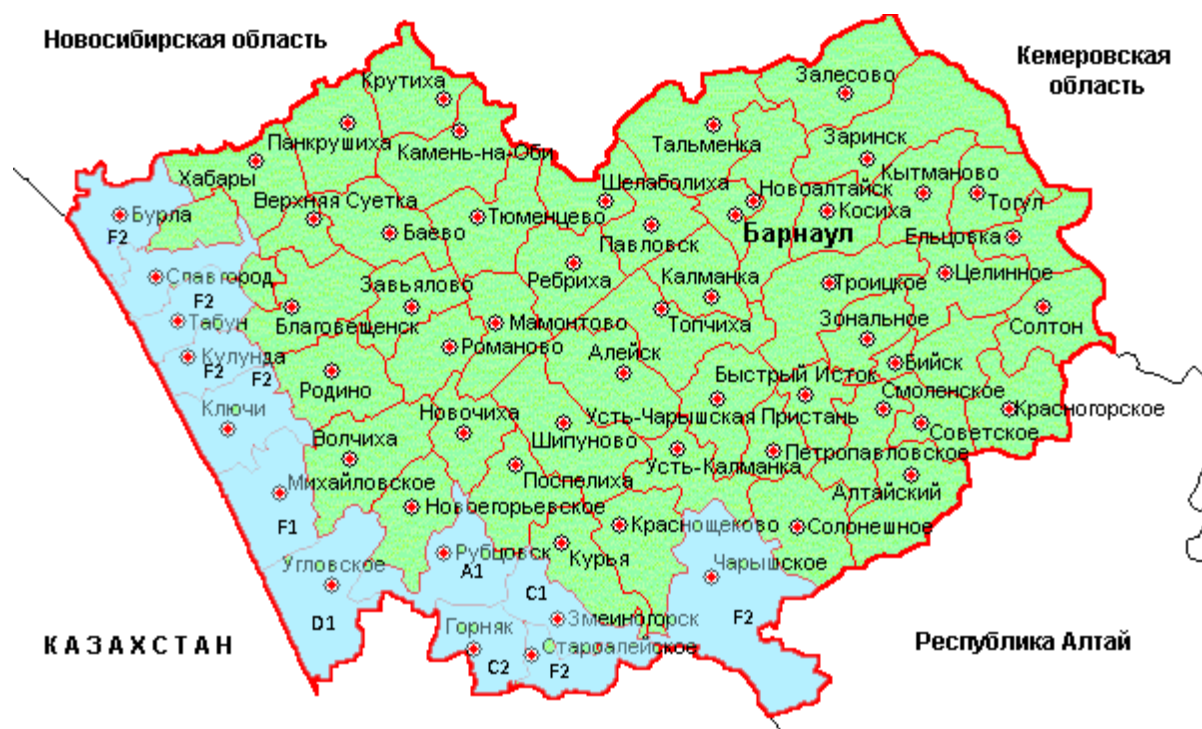 Новосибирская область
Кемеровская
область
Залесово
Крутиха
Тальменка
Заринск
Панкрушиха
Камень-на-Оби
Хабары
Шелаболиха
Новоалтайск
Кытманово
Тогул
Верхняя Суетка
Тюменцево
Косиха
Бурла
F2
Баево
Павловск
Барнаул
Ельцовка
Славгород
F2
Завьялово
Ребриха
Калманка
Троицкое
Целинное
Табун
Благовещенск
Мамонтово
Топчиха
Зональное
Солтон
Кулунда
F2
F2
Романово
Алейск
Бийск
Родино
Быстрый Исток
Смоленское
Ключи
Новочиха
Усть-Чарышская Пристань
Красногорское
Волчиха
Шипуново
Советское
Михайловское
F1
Поспелиха
Усть-Калманка
Петропавловское
Алтайский
Новоегорьевское
Краснощеково
Солонешное
Угловское
D1
Рубцовск
A1
Курья
Чарышское
F2
C1
Змеиногорск
КАЗАХСТАН
Горняк
C2
Староалейское
F2
Республика Алтай